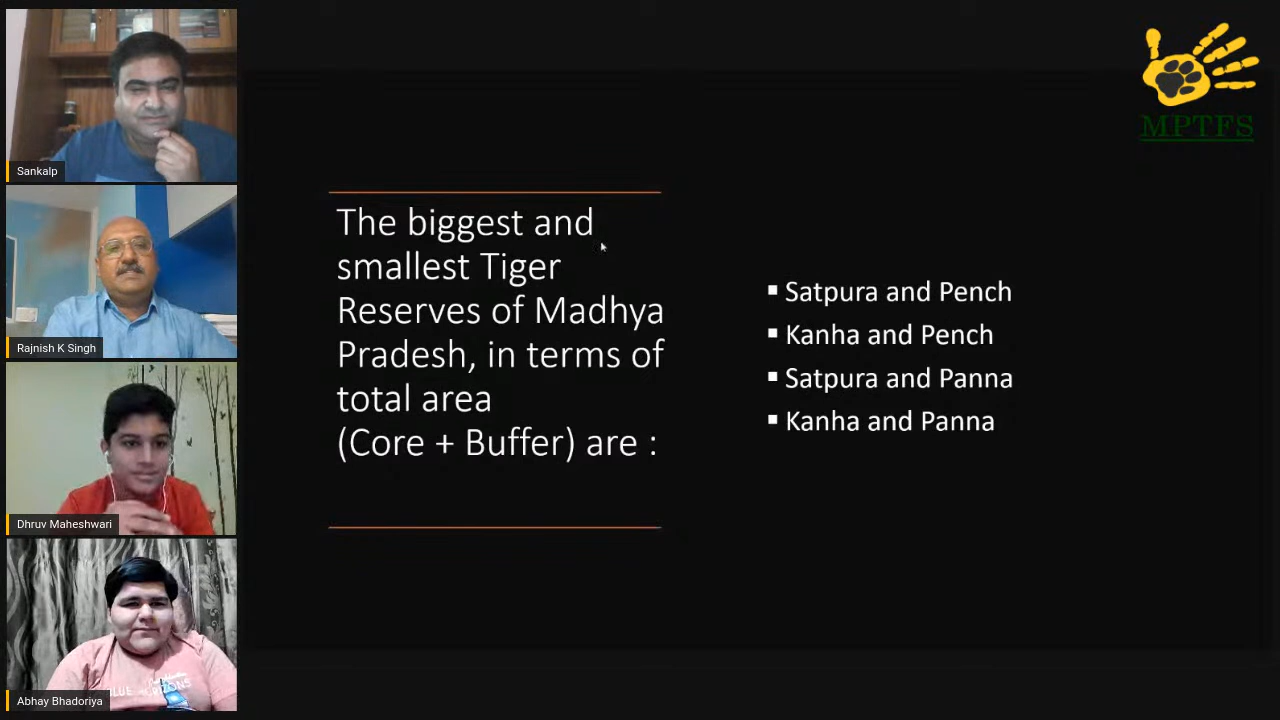 Sankalp
Rajnish K Singh
Dhruv Maheshwari
Abhay Bhadoriya
The biggest and
smallest Tiger
Reserves of Madhya
Pradesh, in terms of
total area
(Core + Buffer) are :
▪ Satpura and Pench
▪ Kanha and Pench
▪ Satpura and Panna
▪ Kanha and Panna
MPTFS